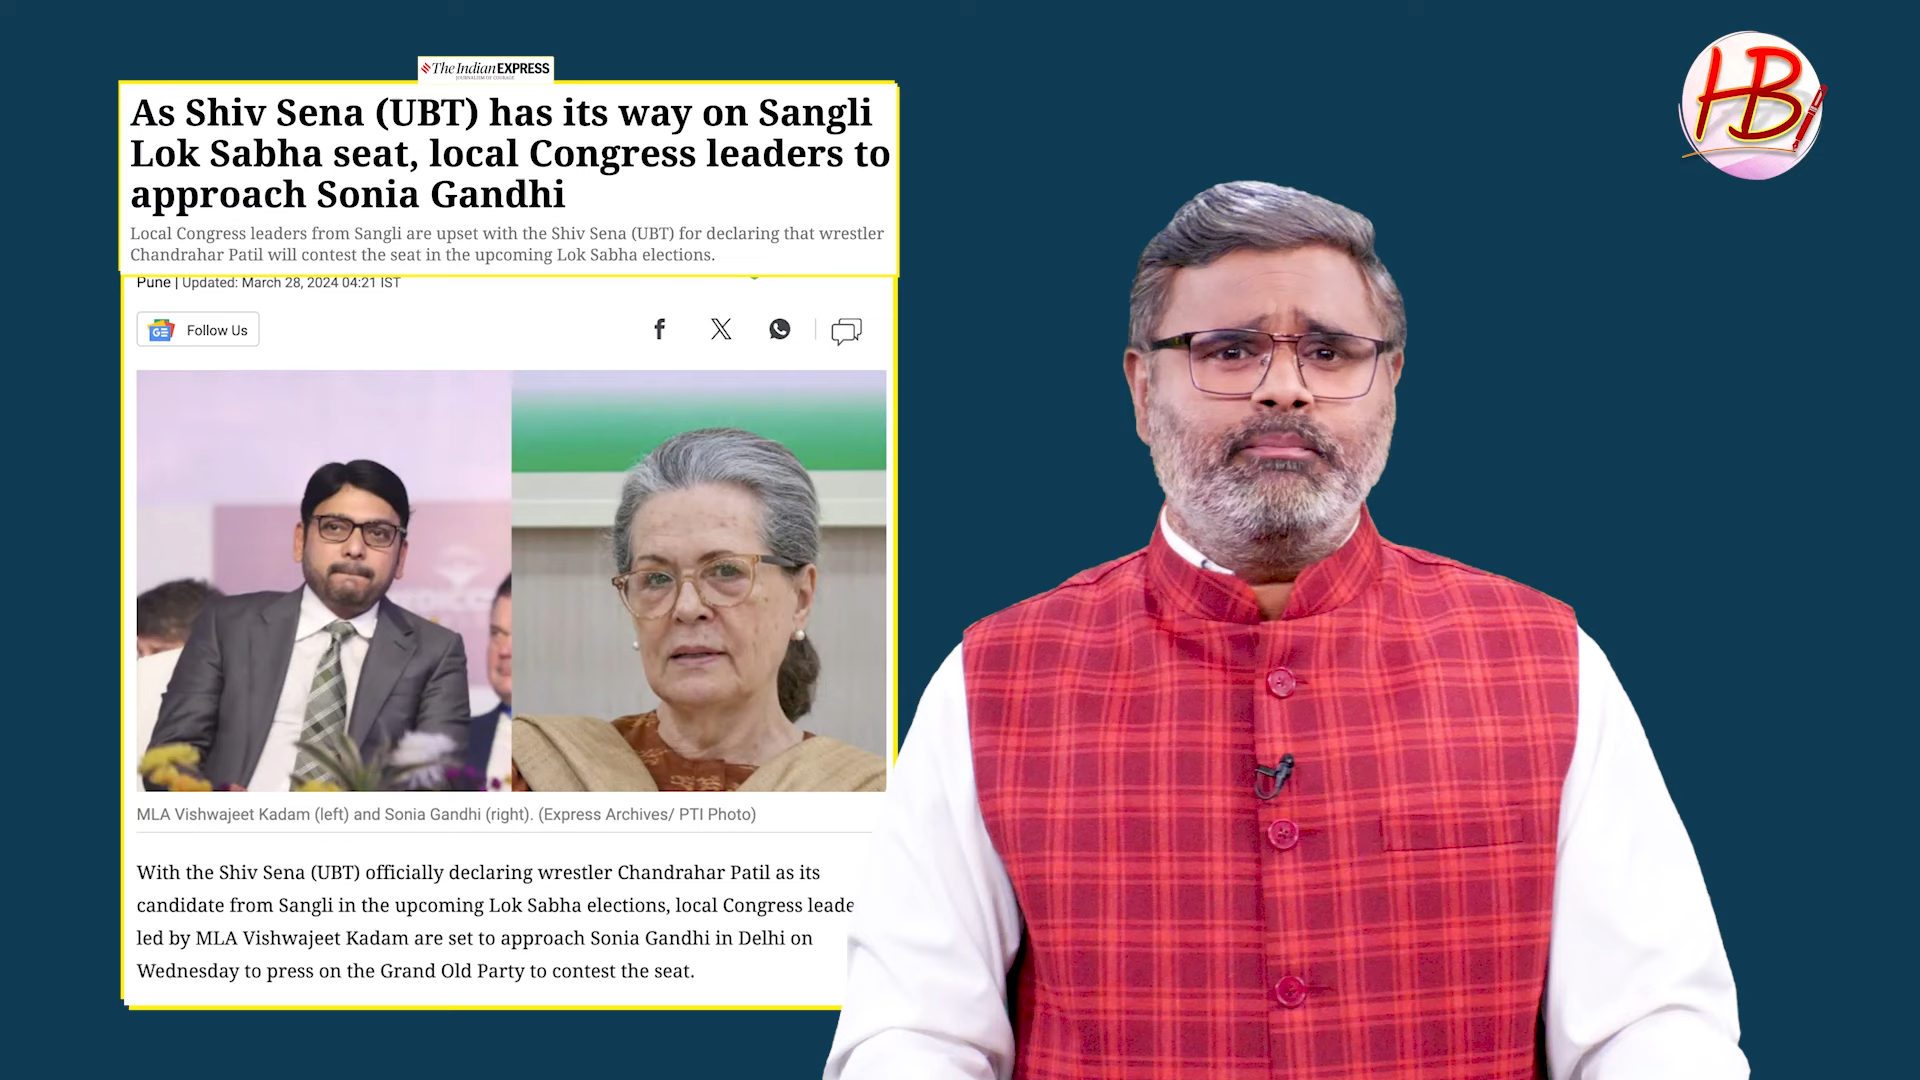 The Indian EXPRESS
JOURNALISM OF COURAGE
As Shiv Sena (UBT) has its way on Sangli
Lok Sabha seat, local Congress leaders to
approach Sonia Gandhi
Local Congress leaders from Sangli are upset with the Shiv Sena (UBT) for declaring that wrestler
Chandrahar Patil will contest the seat in the upcoming Lok Sabha elections.
Pune | Updated: March 28, 2024 04:21 IST
GE Follow Us
MLA Vishwajeet Kadam (left) and Sonia Gandhi (right). (Express Archives/ PTI Photo)
With the Shiv Sena (UBT) officially declaring wrestler Chandrahar Patil as its
candidate from Sangli in the upcoming Lok Sabha elections, local Congress leade
led by MLA Vishwajeet Kadam are set to approach Sonia Gandhi in Delhi on
Wednesday to press on the Grand Old Party to contest the seat.
HB